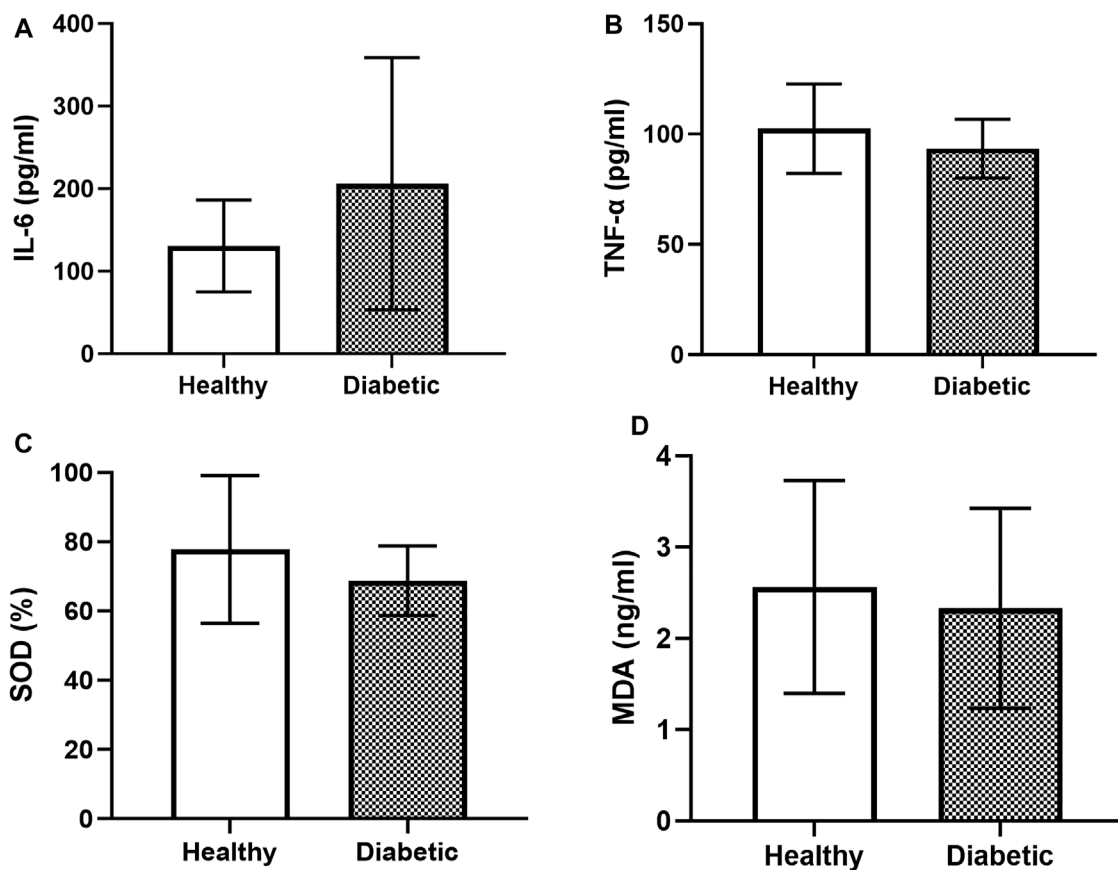 A
IL-6 (pg/ml)
400
300
200
100
0
Healthy Diabetic
B
TNF-α (pg/ml)
150
100
50
0
Healthy Diabetic
C
SOD (%)
100
80
60
40
20
0
Healthy Diabetic
D
MDA (ng/ml)
4
3
2
1
0
Healthy Diabetic